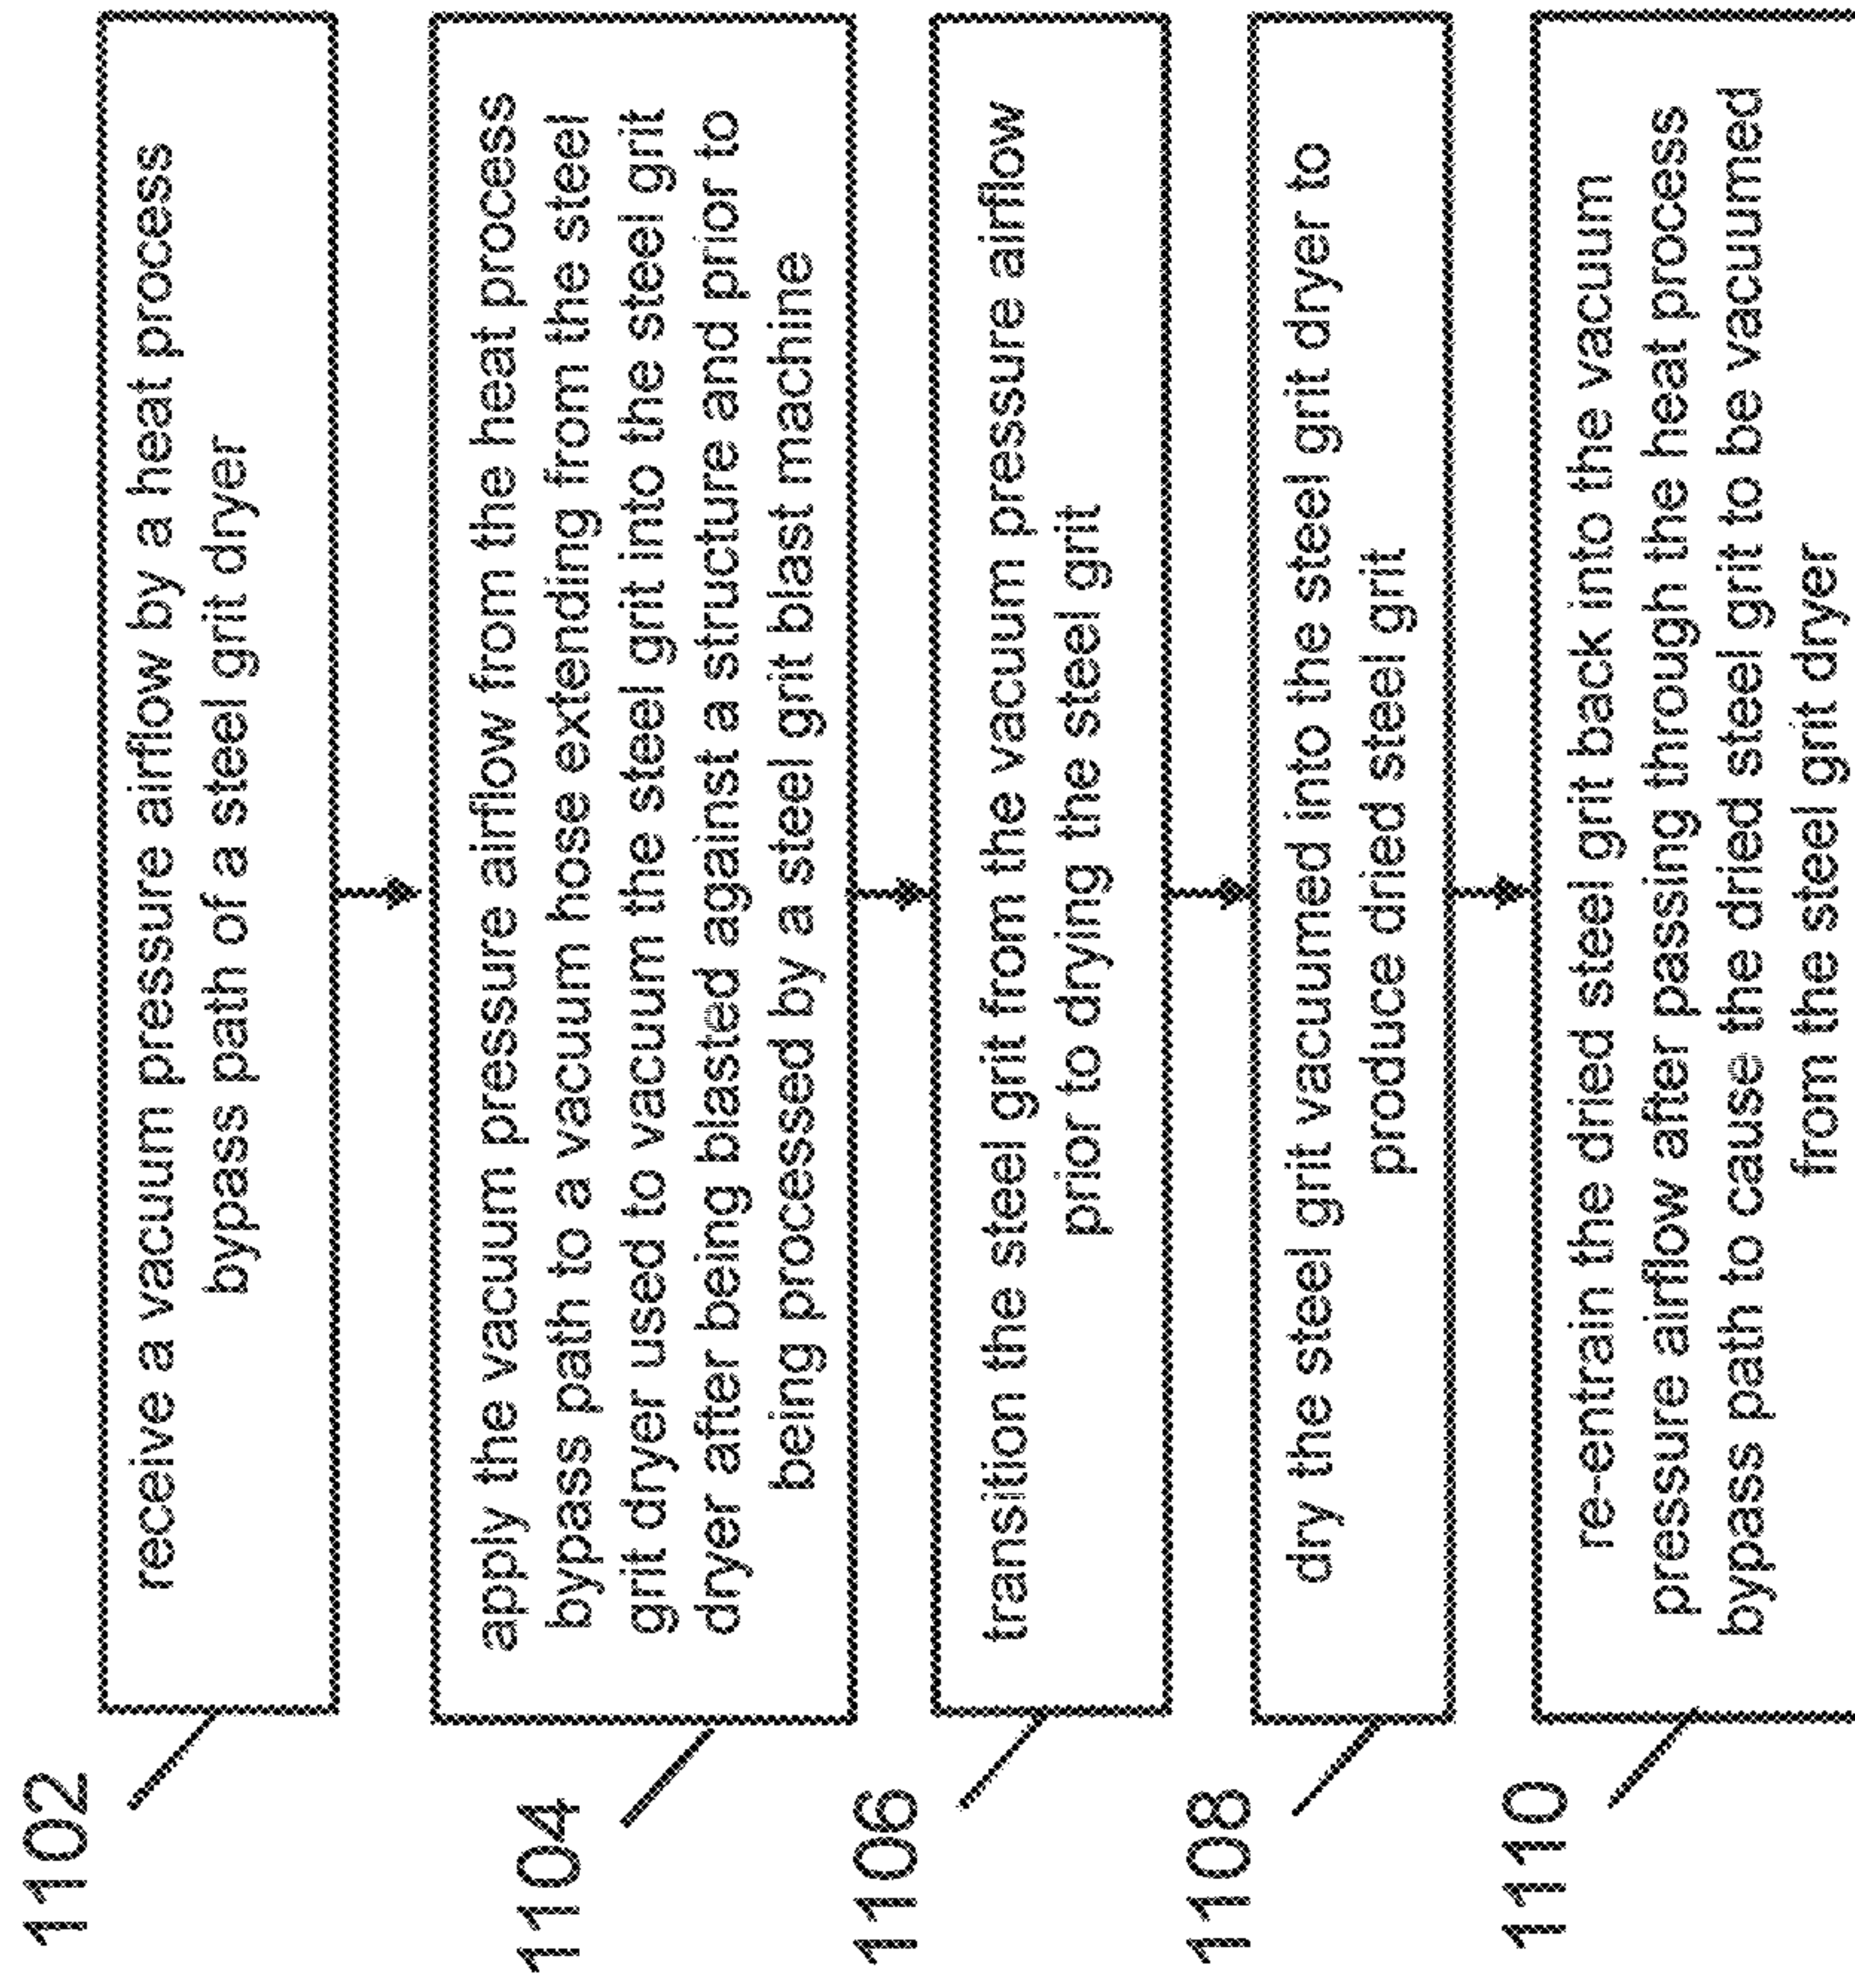 1102
receive a vacuum pressure airflow by a heat process
bypass path of a steel grit dryer
1104
apply the vacuum pressure airflow from the heat process
bypass path to a vacuum hose extending from the steel
grit dryer used to vacuum the steel grit into the steel grit
dryer after being blasted against a structure and prior to
being processed by a steel grit blast machine
1106
transition the steel grit from the vacuum pressure airflow
prior to drying the steel grit
1108
dry the steel grit vacuumed into the steel grit dryer to
produce dried steel grit
1110
re-entrain the dried steel grit back into the vacuum
pressure airflow after passing through the heat process
bypass path to cause the dried steel grit to be vacuumed
from the steel grit dryer